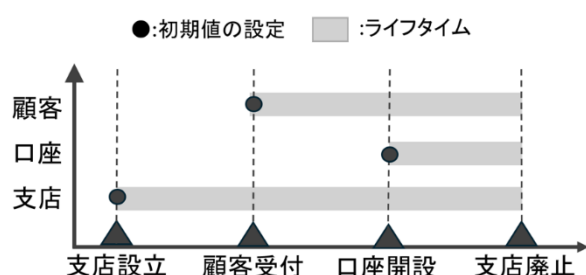 ●:初期値の設定 :ライフタイム
顧客
口座
支店
支店設立 顧客受付 口座開設 支店廃止